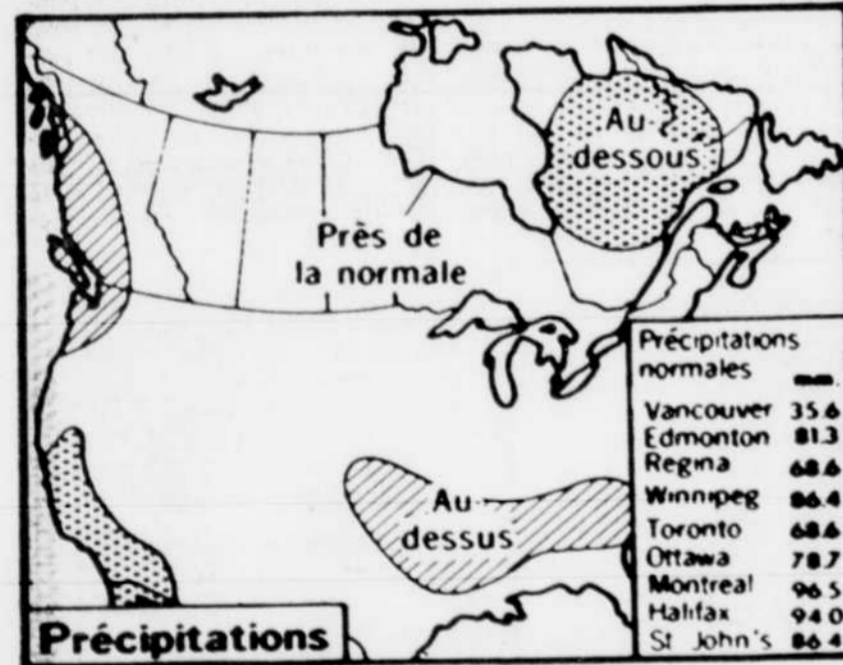 Au
dessous
Près de
la normale
Au
dessus
Précipitations
Précipitations
normales
mm.
Vancouver 35.6
Edmonton 81.3
Regina 68.6
Winnipeg 86.4
Toronto 68.6
Ottawa 78.7
Montreal 96.5
Halifax 94.0
St John's 86.4